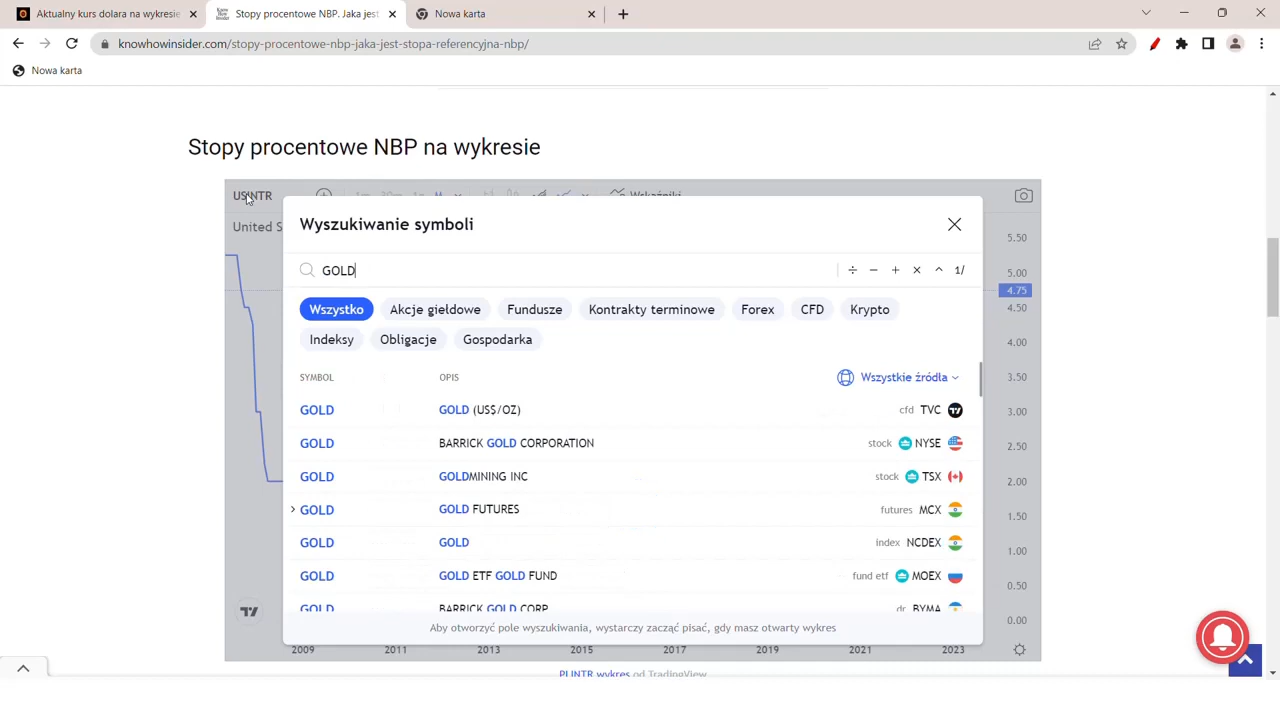 Aktualny kurs dolara na wykresie
Stopy procentowe NBP. Jaka jest
Nowa karta
knowhowinsider.com/stopy-procentowe-nbp-jaka-jest-stopa-referencyjna-nbp/
Nowa karta
Stopy procentowe NBP na wykresie
Wskaźniki
United S
Wyszukiwanie symboli
GOLD
1/
Wszystko Akcje giełdowe Fundusze Kontrakty terminowe Forex CFD Krypto
Indeksy Obligacje Gospodarka
SYMBOL OPIS Wszystkie źródła
GOLD GOLD (US$/OZ) cfd TVC
GOLD BARRICK GOLD CORPORATION stock NYSE
GOLD GOLDMINING INC stock TSX
GOLD GOLD FUTURES futures MCX
GOLD GOLD index NCDEX
GOLD GOLD ETF GOLD FUND fund etf MOEX
GOLD BARRICK GOLD CORP dr BYMA
Aby otworzyć pole wyszukiwania, wystarczy zacząć pisać, gdy masz otwarty wykres
5.50
5.00
4.75
4.50
4.00
3.50
3.00
2.50
2.00
1.50
1.00
0.50
0.00
2009 2011 2013 2015 2017 2019 2021 2023
PLINTR wykres od TradingView